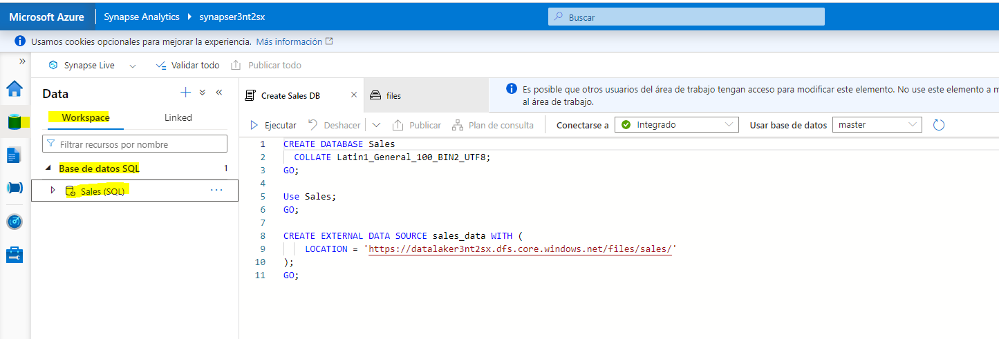 Microsoft Azure Synapse Analytics synapser3nt2sx Buscar
Usamos cookies opcionales para mejorar la experiencia. Más información
» Synapse Live Validar todo Publicar todo
Data
Workspace Linked
Filtrar recursos por nombre
Base de datos SQL 1
Sales (SQL) ...
Create Sales DB × files
Es posible que otros usuarios del área de trabajo tengan acceso para modificar este elemento. No use este elemento a m
al área de trabajo.
Ejecutar Deshacer Publicar Plan de consulta Conectarse a Integrado Usar base de datos master
1 CREATE DATABASE Sales
2 COLLATE Latin1_General_100_BIN2_UTF8;
3 GO;
4
5 Use Sales;
6 GO;
7
8 CREATE EXTERNAL DATA SOURCE sales_data WITH (
9 LOCATION = 'https://datalaker3nt2sx.dfs.core.windows.net/files/sales/'
10 );
11 GO;